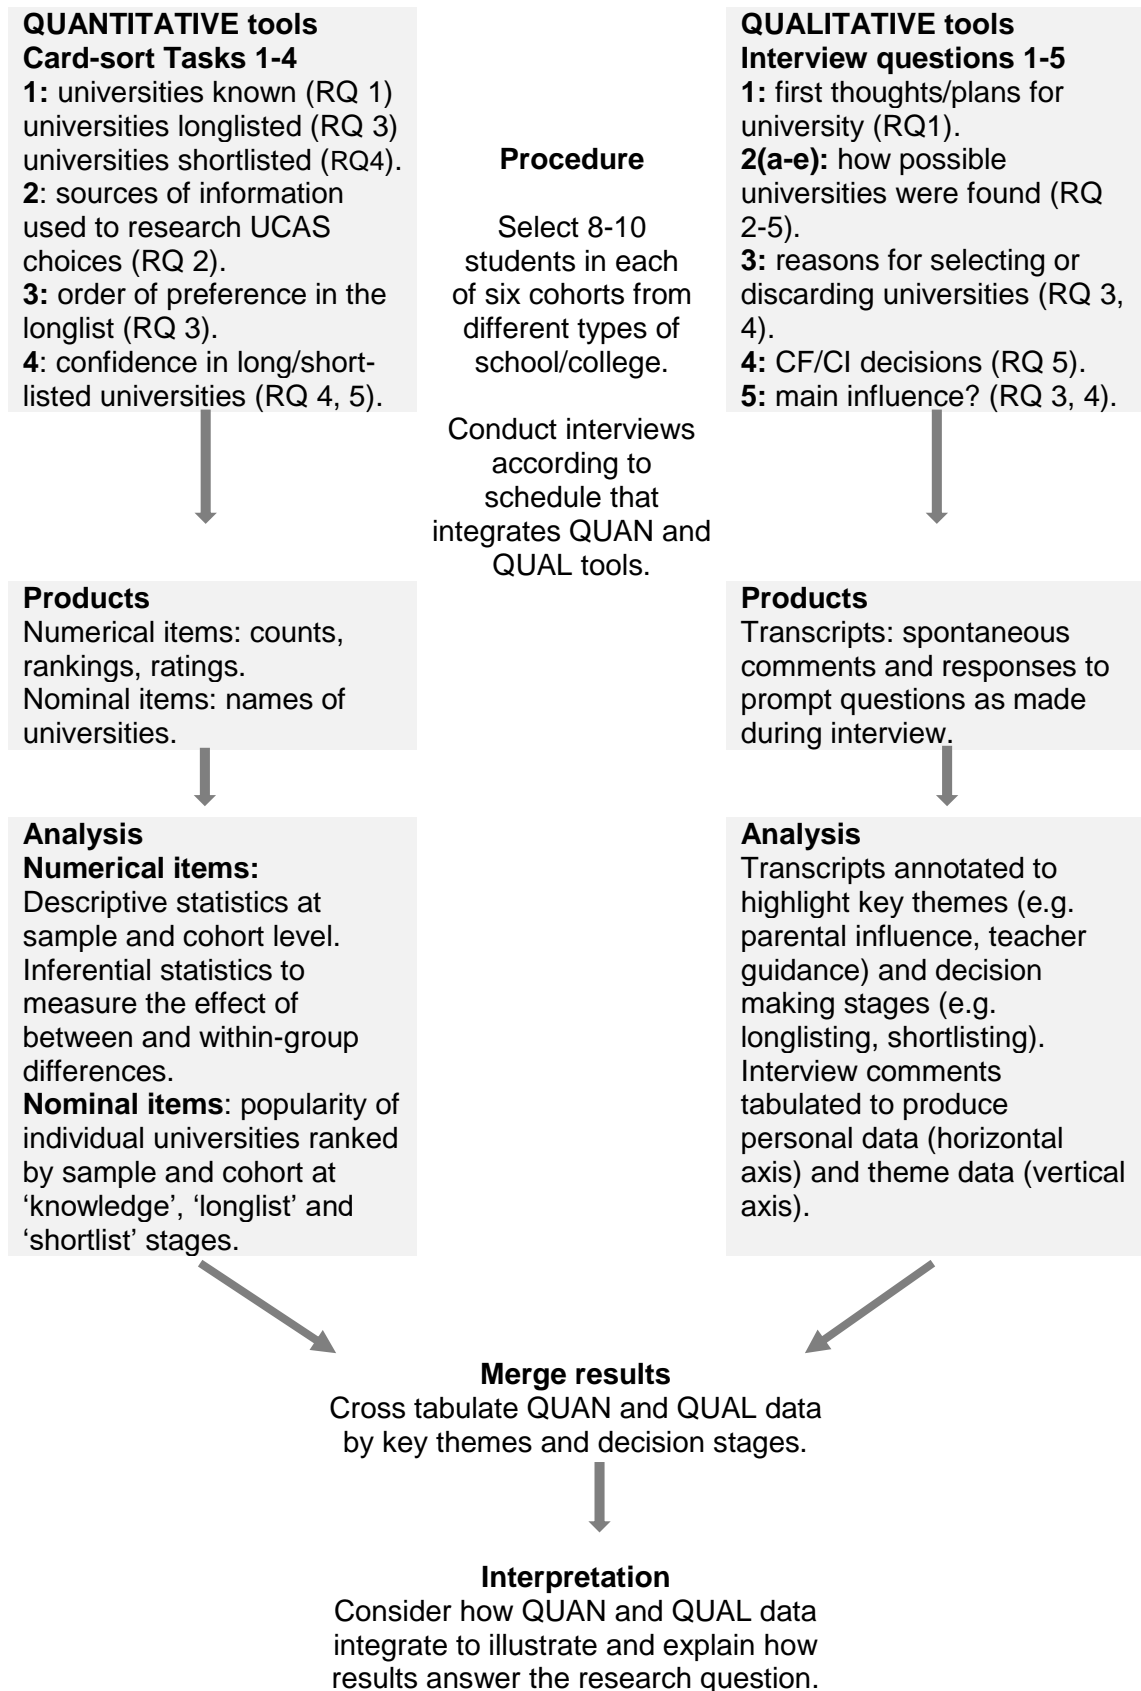 QUANTITATIVE tools
Card-sort Tasks 1-4
1: universities known (RQ 1)
universities longlisted (RQ 3)
universities shortlisted (RQ4).
2: sources of information
used to research UCAS
choices (RQ 2).
3: order of preference in the
longlist (RQ 3).
4: confidence in long/short-
listed universities (RQ 4, 5).
Procedure
Select 8-10
students in each
of six cohorts from
different types of
school/college.
Conduct interviews
according to
schedule that
integrates QUAN and
QUAL tools.
QUALITATIVE tools
Interview questions 1-5
1: first thoughts/plans for
university (RQ1).
2(a-e): how possible
universities were found (RQ
2-5).
3: reasons for selecting or
discarding universities (RQ 3,
4).
4: CF/CI decisions (RQ 5).
5: main influence? (RQ 3, 4).
Products
Numerical items: counts,
rankings, ratings.
Nominal items: names of
universities.
Products
Transcripts: spontaneous
comments and responses to
prompt questions as made
during interview.
Analysis
Numerical items:
Descriptive statistics at
sample and cohort level.
Inferential statistics to
measure the effect of
between and within-group
differences.
Nominal items: popularity of
individual universities ranked
by sample and cohort at
‘knowledge’, ‘longlist’ and
‘shortlist’ stages.
Analysis
Transcripts annotated to
highlight key themes (e.g.
parental influence, teacher
guidance) and decision
making stages (e.g.
longlisting, shortlisting).
Interview comments
tabulated to produce
personal data (horizontal
axis) and theme data (vertical
axis).
Merge results
Cross tabulate QUAN and QUAL data
by key themes and decision stages.
Interpretation
Consider how QUAN and QUAL data
integrate to illustrate and explain how
results answer the research question.